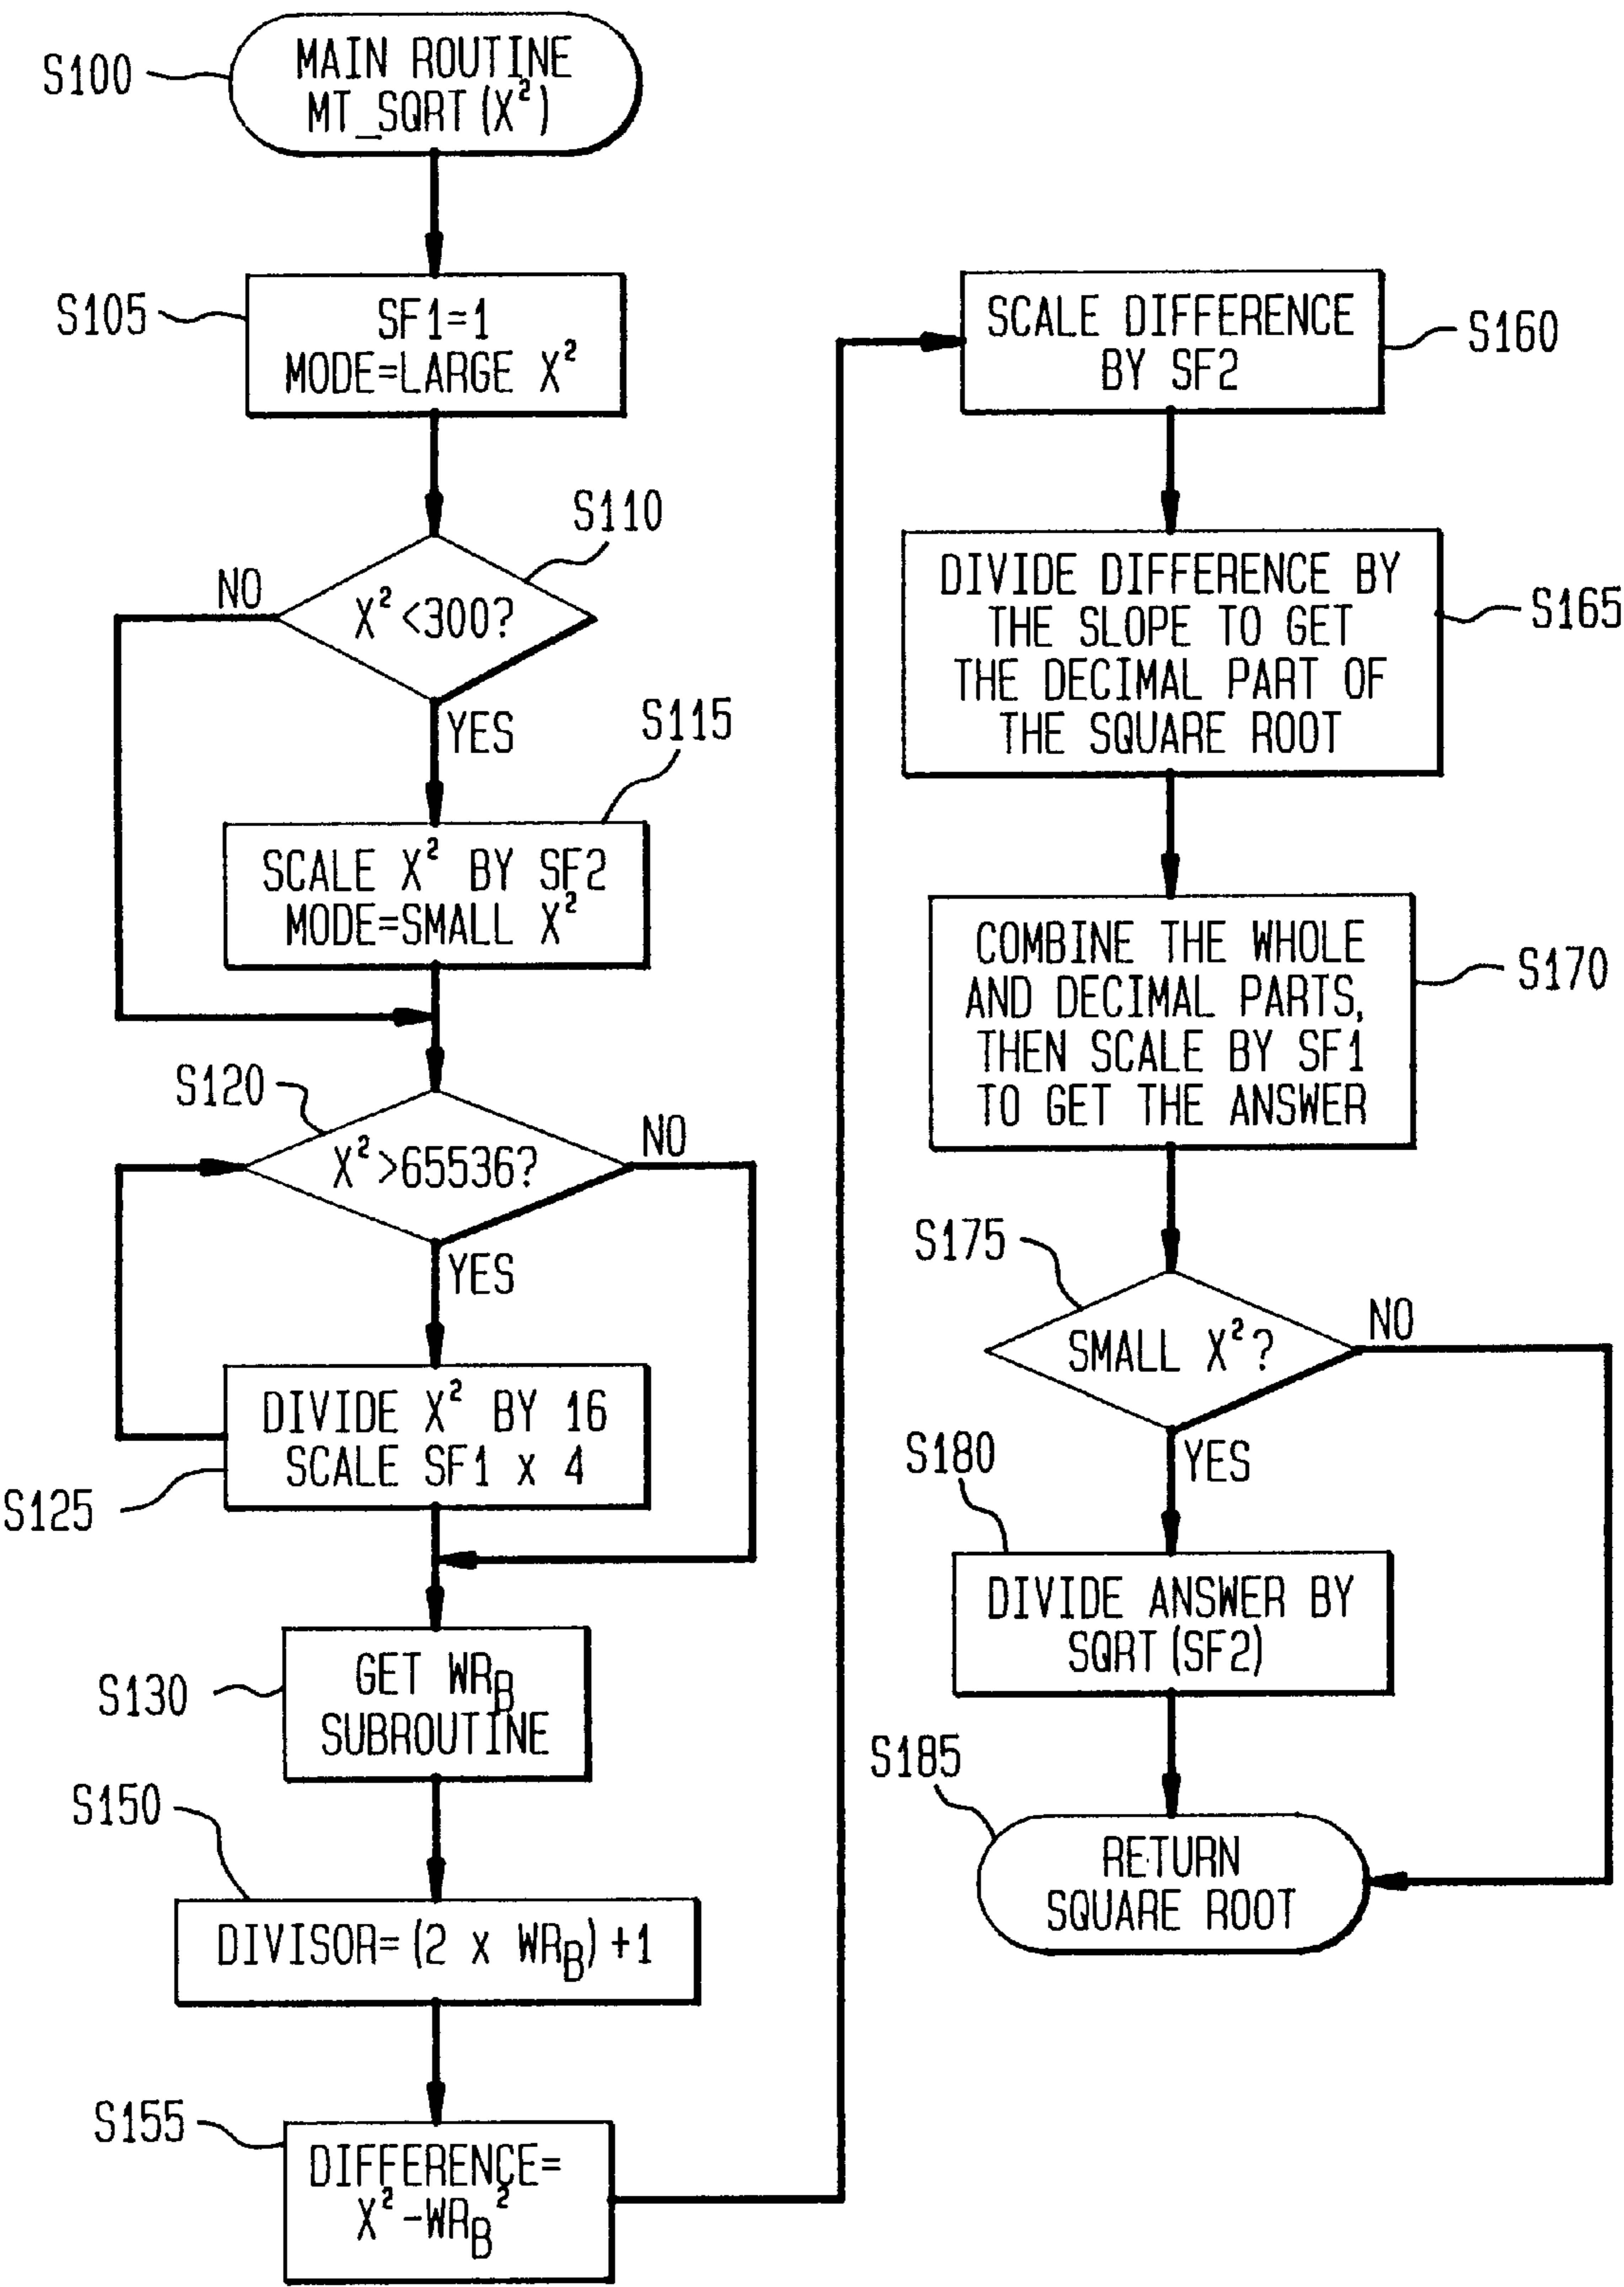 S100
MAIN ROUTINE
MT_SQRT(X²)
S105
SF1=1
MODE=LARGE X²
S110
X²<300?
NO
YES
S115
SCALE X² BY SF2
MODE=SMALL X²
S120
X²>65536?
NO
YES
DIVIDE X² BY 16
SCALE SF1 x 4
S125
S130
GET WR_B
SUBROUTINE
S150
DIVISOR=(2 x WR_B)+1
S155
DIFFERENCE=
X²-WR_B²
SCALE DIFFERENCE
BY SF2
S160
DIVIDE DIFFERENCE BY
THE SLOPE TO GET
THE DECIMAL PART OF
THE SQUARE ROOT
S165
COMBINE THE WHOLE
AND DECIMAL PARTS,
THEN SCALE BY SF1
TO GET THE ANSWER
S170
S175
SMALL X²?
NO
YES
S180
DIVIDE ANSWER BY
SQRT(SF2)
S185
RETURN
SQUARE ROOT